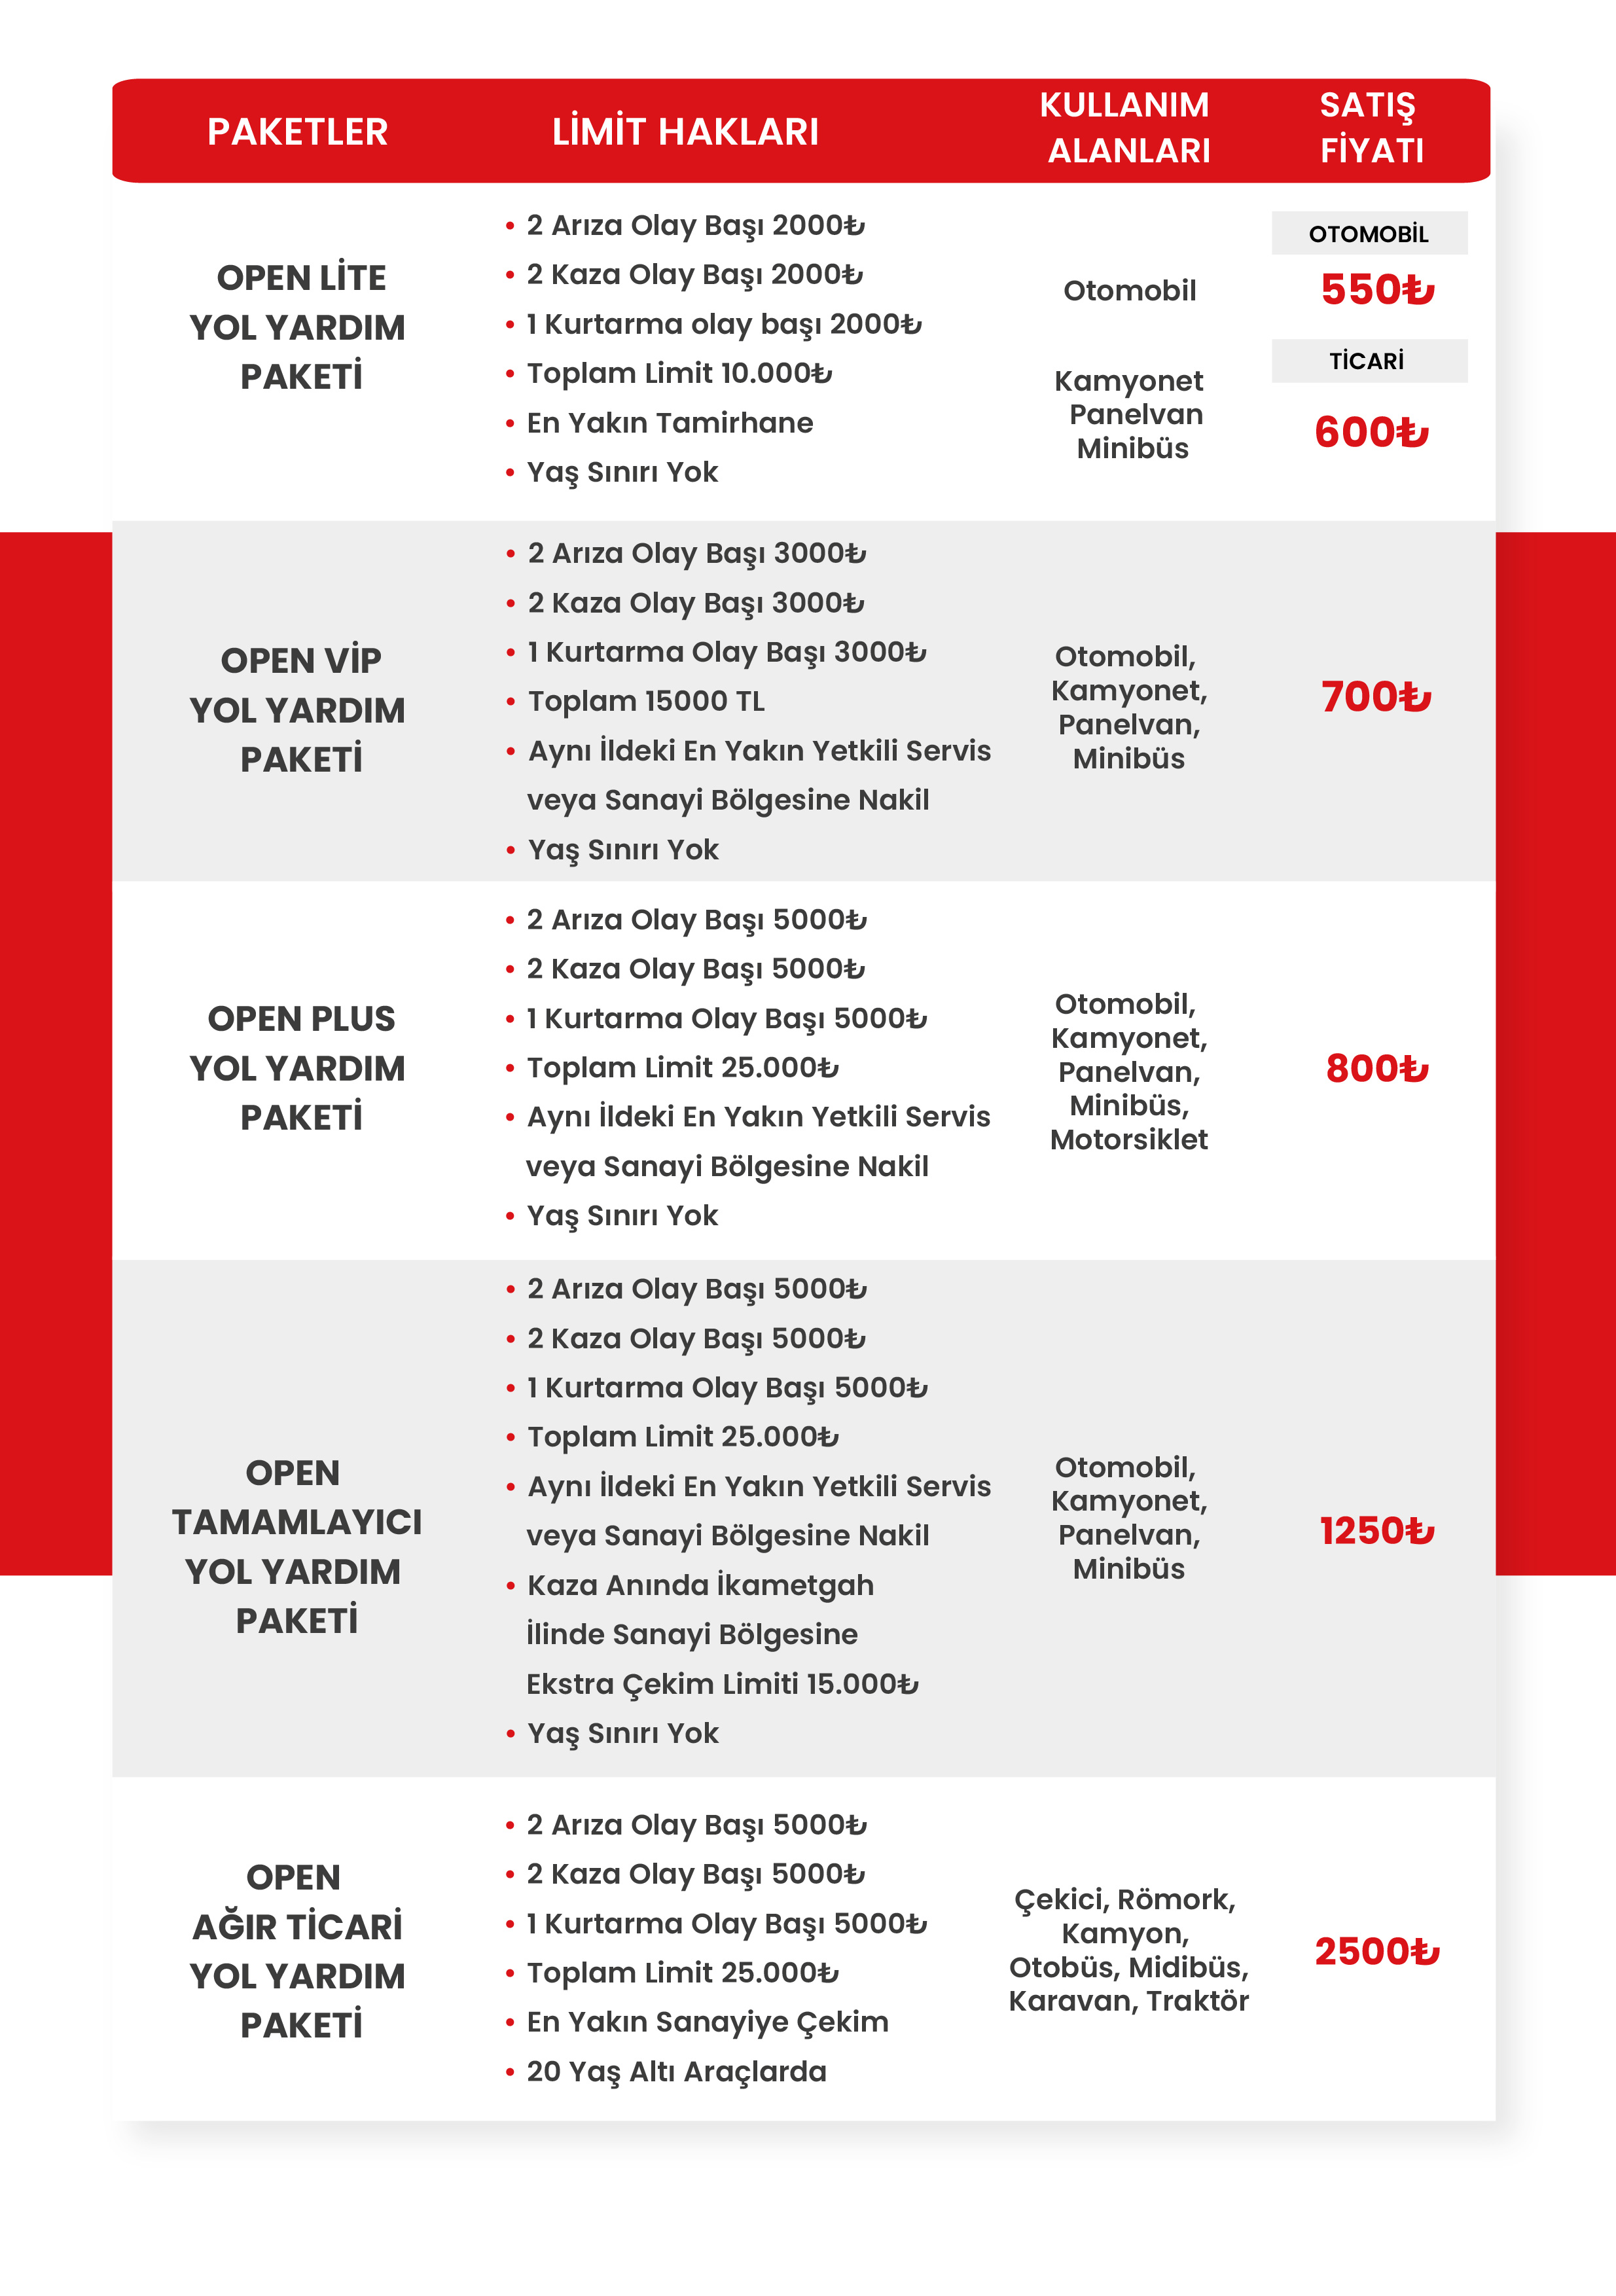 PAKETLER
LİMİT HAKLARI
KULLANIM
ALANLARI
SATIŞ
FİYATI
OPEN LİTE
YOL YARDIM
PAKETİ
• 2 Arıza Olay Başı 2000₺
• 2 Kaza Olay Başı 2000₺
• 1 Kurtarma olay başı 2000₺
• Toplam Limit 10.000₺
• En Yakın Tamirhane
• Yaş Sınırı Yok
Otomobil
Kamyonet
Panelvan
Minibüs
OTOMOBİL
550₺
TİCARİ
600₺
OPEN VİP
YOL YARDIM
PAKETİ
• 2 Arıza Olay Başı 3000₺
• 2 Kaza Olay Başı 3000₺
• 1 Kurtarma Olay Başı 3000₺
• Toplam 15000 TL
• Aynı İldeki En Yakın Yetkili Servis
veya Sanayi Bölgesine Nakil
• Yaş Sınırı Yok
Otomobil,
Kamyonet,
Panelvan,
Minibüs
700₺
OPEN PLUS
YOL YARDIM
PAKETİ
• 2 Arıza Olay Başı 5000₺
• 2 Kaza Olay Başı 5000₺
• 1 Kurtarma Olay Başı 5000₺
• Toplam Limit 25.000₺
• Aynı İldeki En Yakın Yetkili Servis
veya Sanayi Bölgesine Nakil
• Yaş Sınırı Yok
Otomobil,
Kamyonet,
Panelvan,
Minibüs,
Motorsiklet
800₺
OPEN
TAMAMLAYICI
YOL YARDIM
PAKETİ
• 2 Arıza Olay Başı 5000₺
• 2 Kaza Olay Başı 5000₺
• 1 Kurtarma Olay Başı 5000₺
• Toplam Limit 25.000₺
• Aynı İldeki En Yakın Yetkili Servis
veya Sanayi Bölgesine Nakil
• Kaza Anında İkametgah
İlinde Sanayi Bölgesine
Ekstra Çekim Limiti 15.000₺
• Yaş Sınırı Yok
Otomobil,
Kamyonet,
Panelvan,
Minibüs
1250₺
OPEN
AĞIR TİCARİ
YOL YARDIM
PAKETİ
• 2 Arıza Olay Başı 5000₺
• 2 Kaza Olay Başı 5000₺
• 1 Kurtarma Olay Başı 5000₺
• Toplam Limit 25.000₺
• En Yakın Sanayiye Çekim
• 20 Yaş Altı Araçlarda
Çekici, Römork,
Kamyon,
Otobüs, Midibüs,
Karavan, Traktör
2500₺